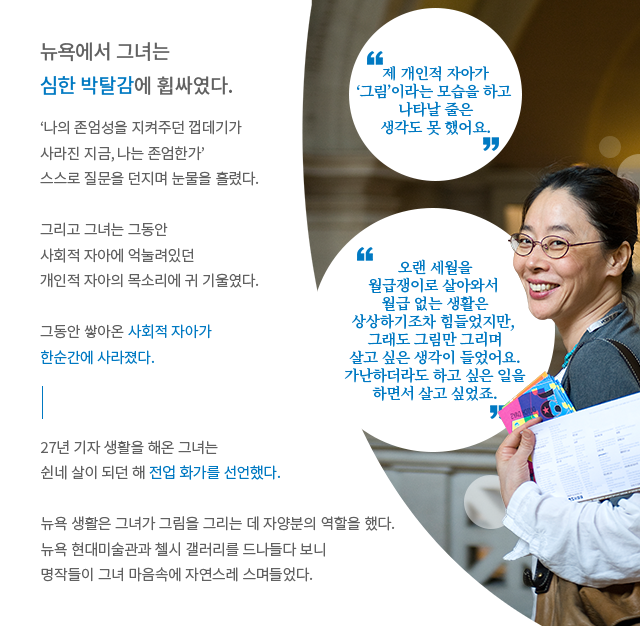 뉴욕에서 그녀는
심한 박탈감에 휩싸였다.
‘나의 존엄성을 지켜주던 껍데기가
사라진 지금, 나는 존엄한가’
스스로 질문을 던지며 눈물을 흘렸다.
그리고 그녀는 그동안
사회적 자아에 억눌려있던
개인적 자아의 목소리에 귀 기울였다.
그동안 쌓아온 사회적 자아가
한순간에 사라졌다.
27년 기자 생활을 해온 그녀는
쉰네 살이 되던 해 전업 화가를 선언했다.
뉴욕 생활은 그녀가 그림을 그리는 데 자양분의 역할을 했다.
뉴욕 현대미술관과 첼시 갤러리를 드나들다 보니
명작들이 그녀 마음속에 자연스레 스며들었다.
“
제 개인적 자아가
‘그림’이라는 모습을 하고
나타날 줄은
생각도 못 했어요.
”
“
오랜 세월을
월급쟁이로 살아와서
월급 없는 생활은
상상하기조차 힘들었지만,
그래도 그림만 그리며
살고 싶은 생각이 들었어요.
가난하더라도 하고 싶은 일을
하면서 살고 싶었죠.
”